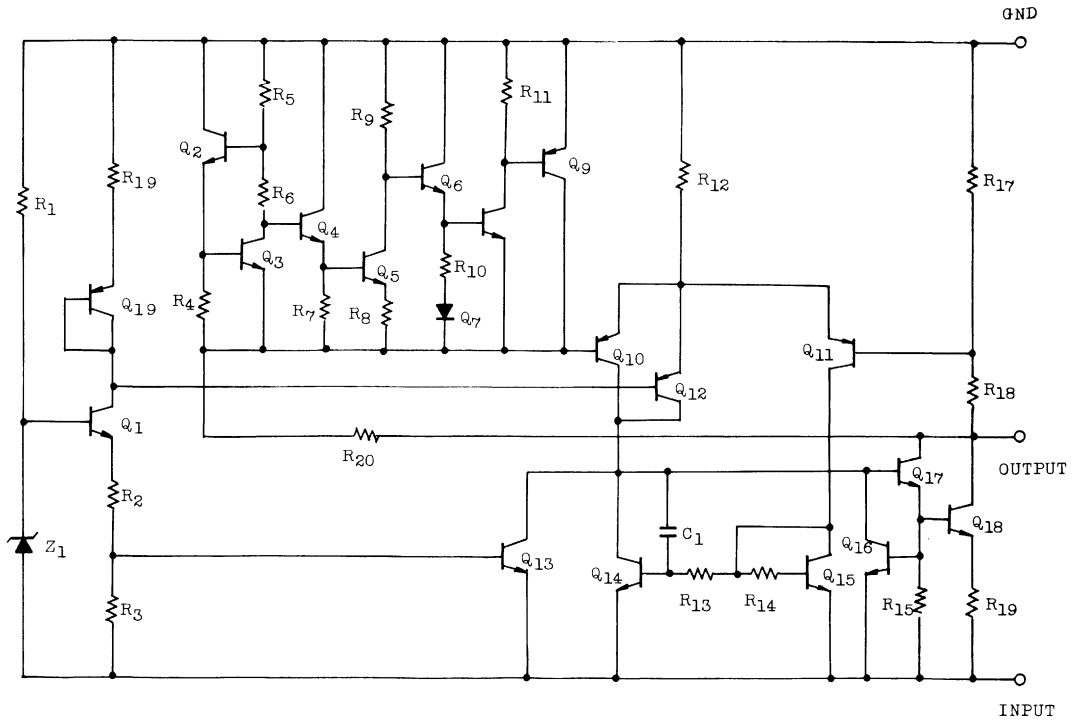 GND
R5
R9
R11
Q2
Q6
Q9
R12
R17
R19
R1
R6
Q4
Q3
Q5
R10
R4
R7
R8
Q7
Q19
Q10
Q11
Q12
R18
Q1
R20
OUTPUT
Q17
R2
Q18
C1
Q16
Z1
Q13
Q14
Q15
R13
R14
R15
R19
R3
INPUT